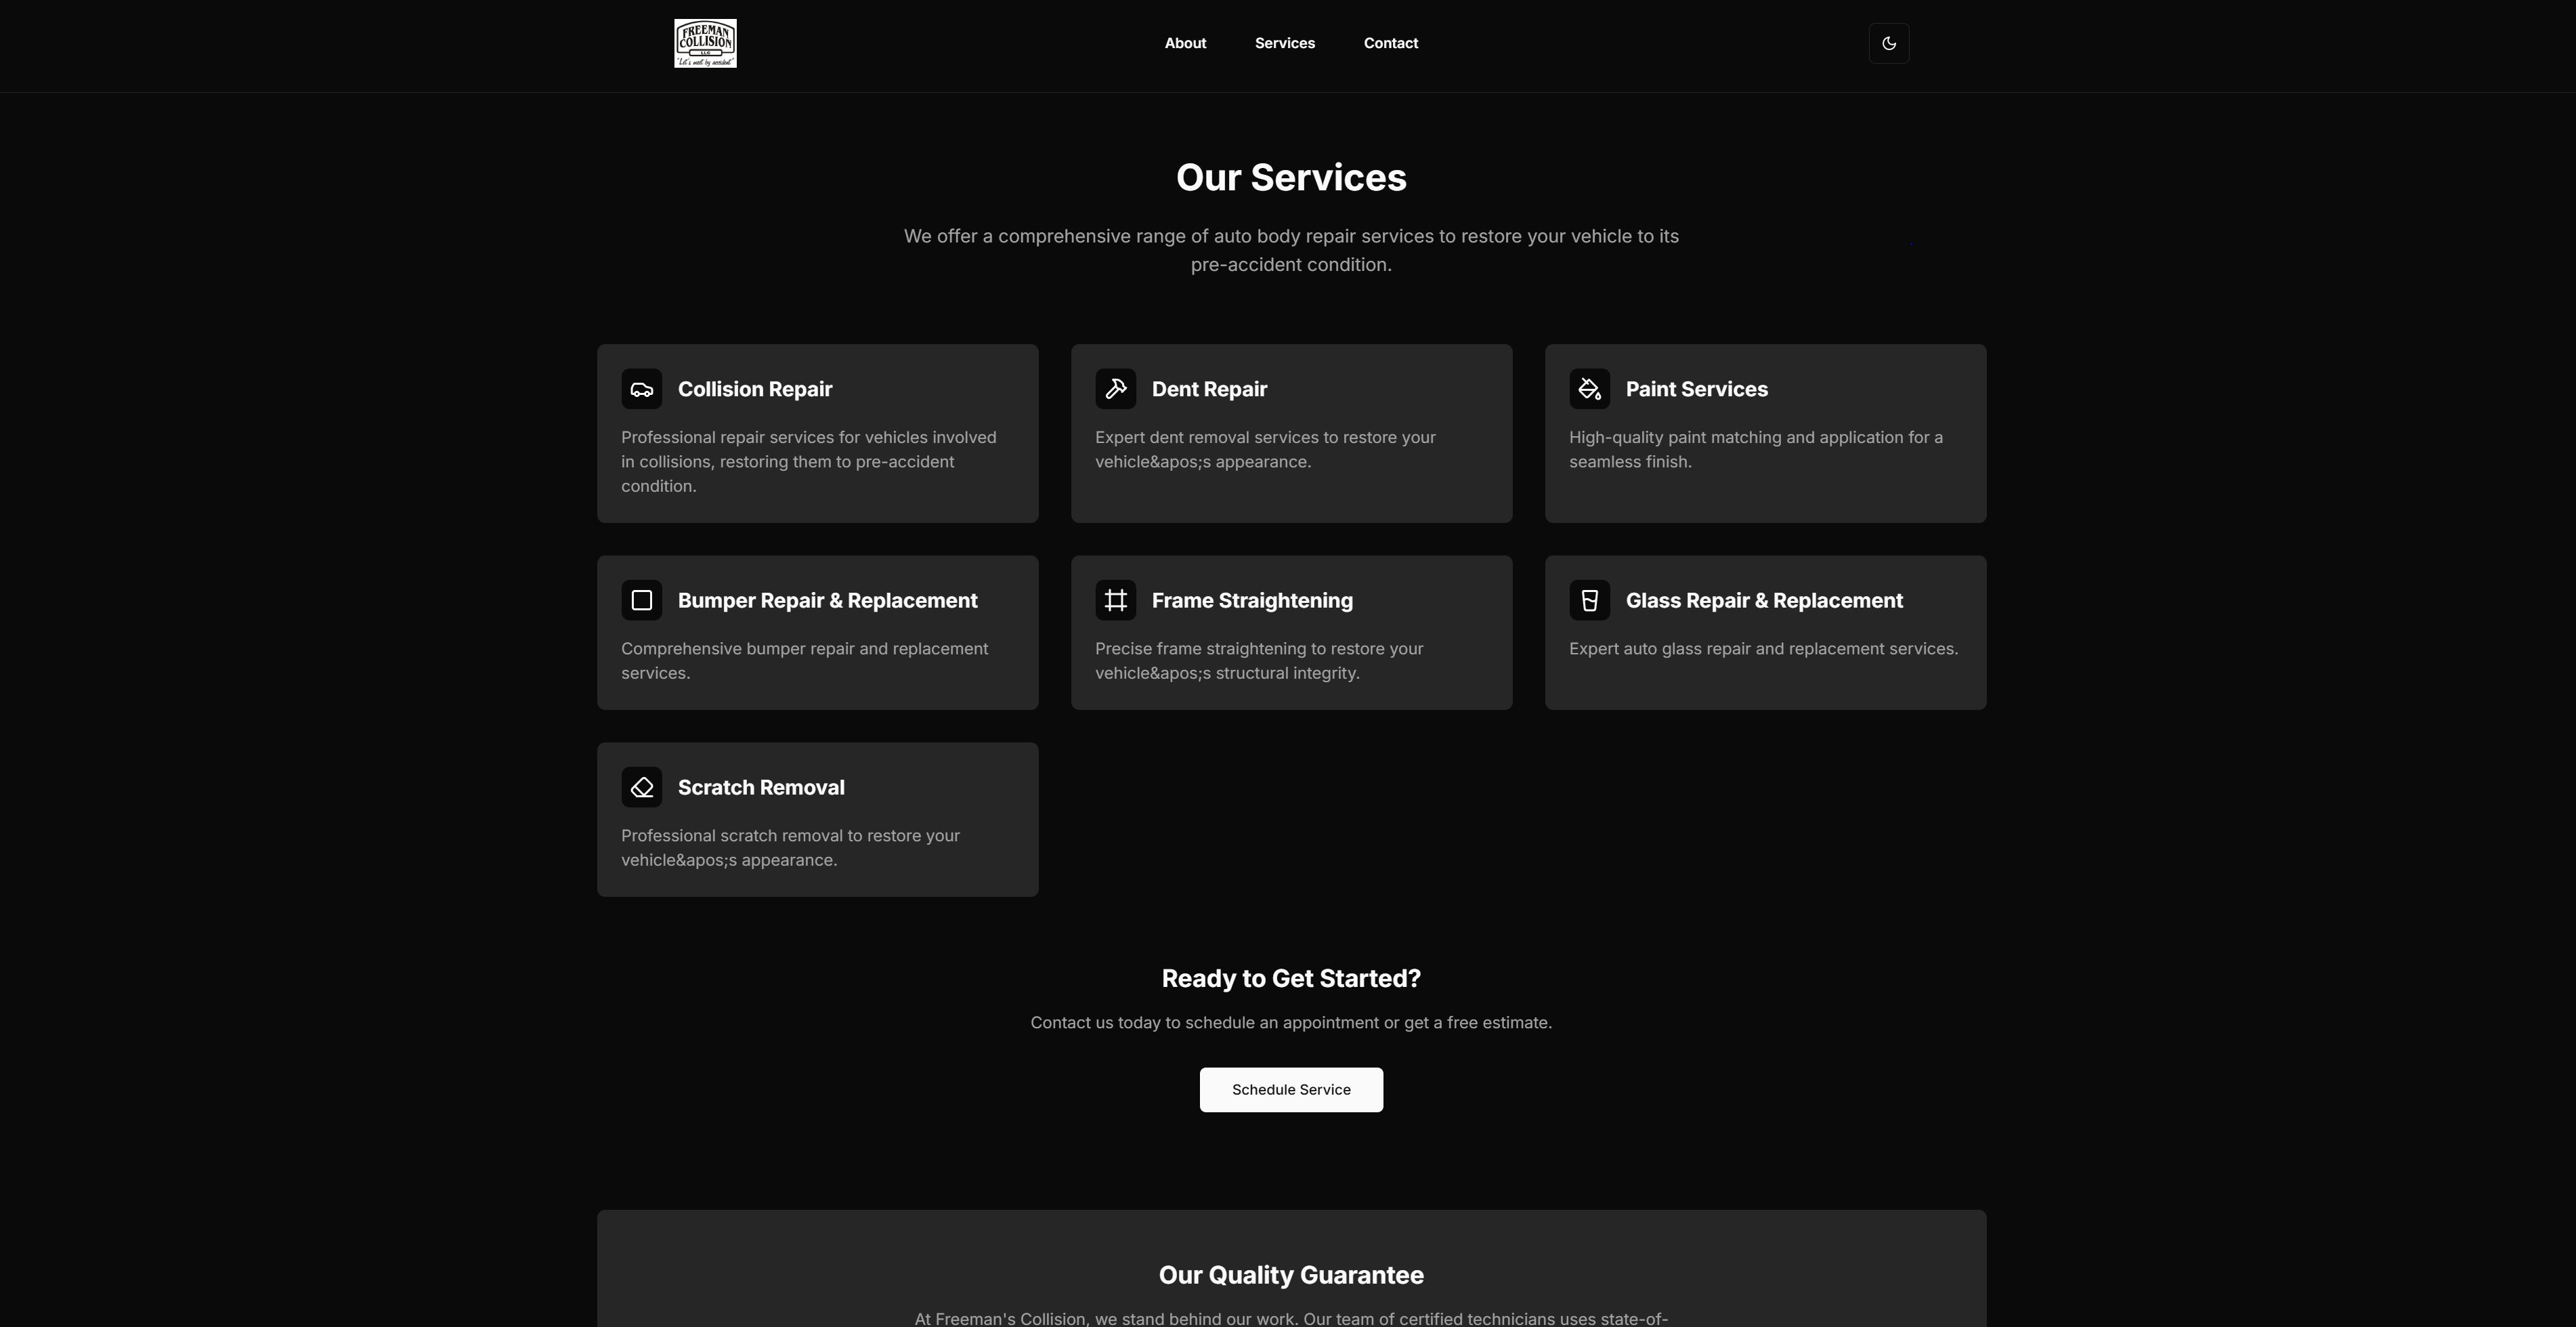 FREEMAN
COLLISION
LLC
"Let's meet by accident"
About
Services
Contact
Our Services
We offer a comprehensive range of auto body repair services to restore your vehicle to its
pre-accident condition.
Collision Repair
Professional repair services for vehicles involved
in collisions, restoring them to pre-accident
condition.
Dent Repair
Expert dent removal services to restore your
vehicle&apos;s appearance.
Paint Services
High-quality paint matching and application for a
seamless finish.
Bumper Repair & Replacement
Comprehensive bumper repair and replacement
services.
Frame Straightening
Precise frame straightening to restore your
vehicle&apos;s structural integrity.
Glass Repair & Replacement
Expert auto glass repair and replacement services.
Scratch Removal
Professional scratch removal to restore your
vehicle&apos;s appearance.
Ready to Get Started?
Contact us today to schedule an appointment or get a free estimate.
Schedule Service
Our Quality Guarantee
At Freeman's Collision, we stand behind our work. Our team of certified technicians uses state-of-